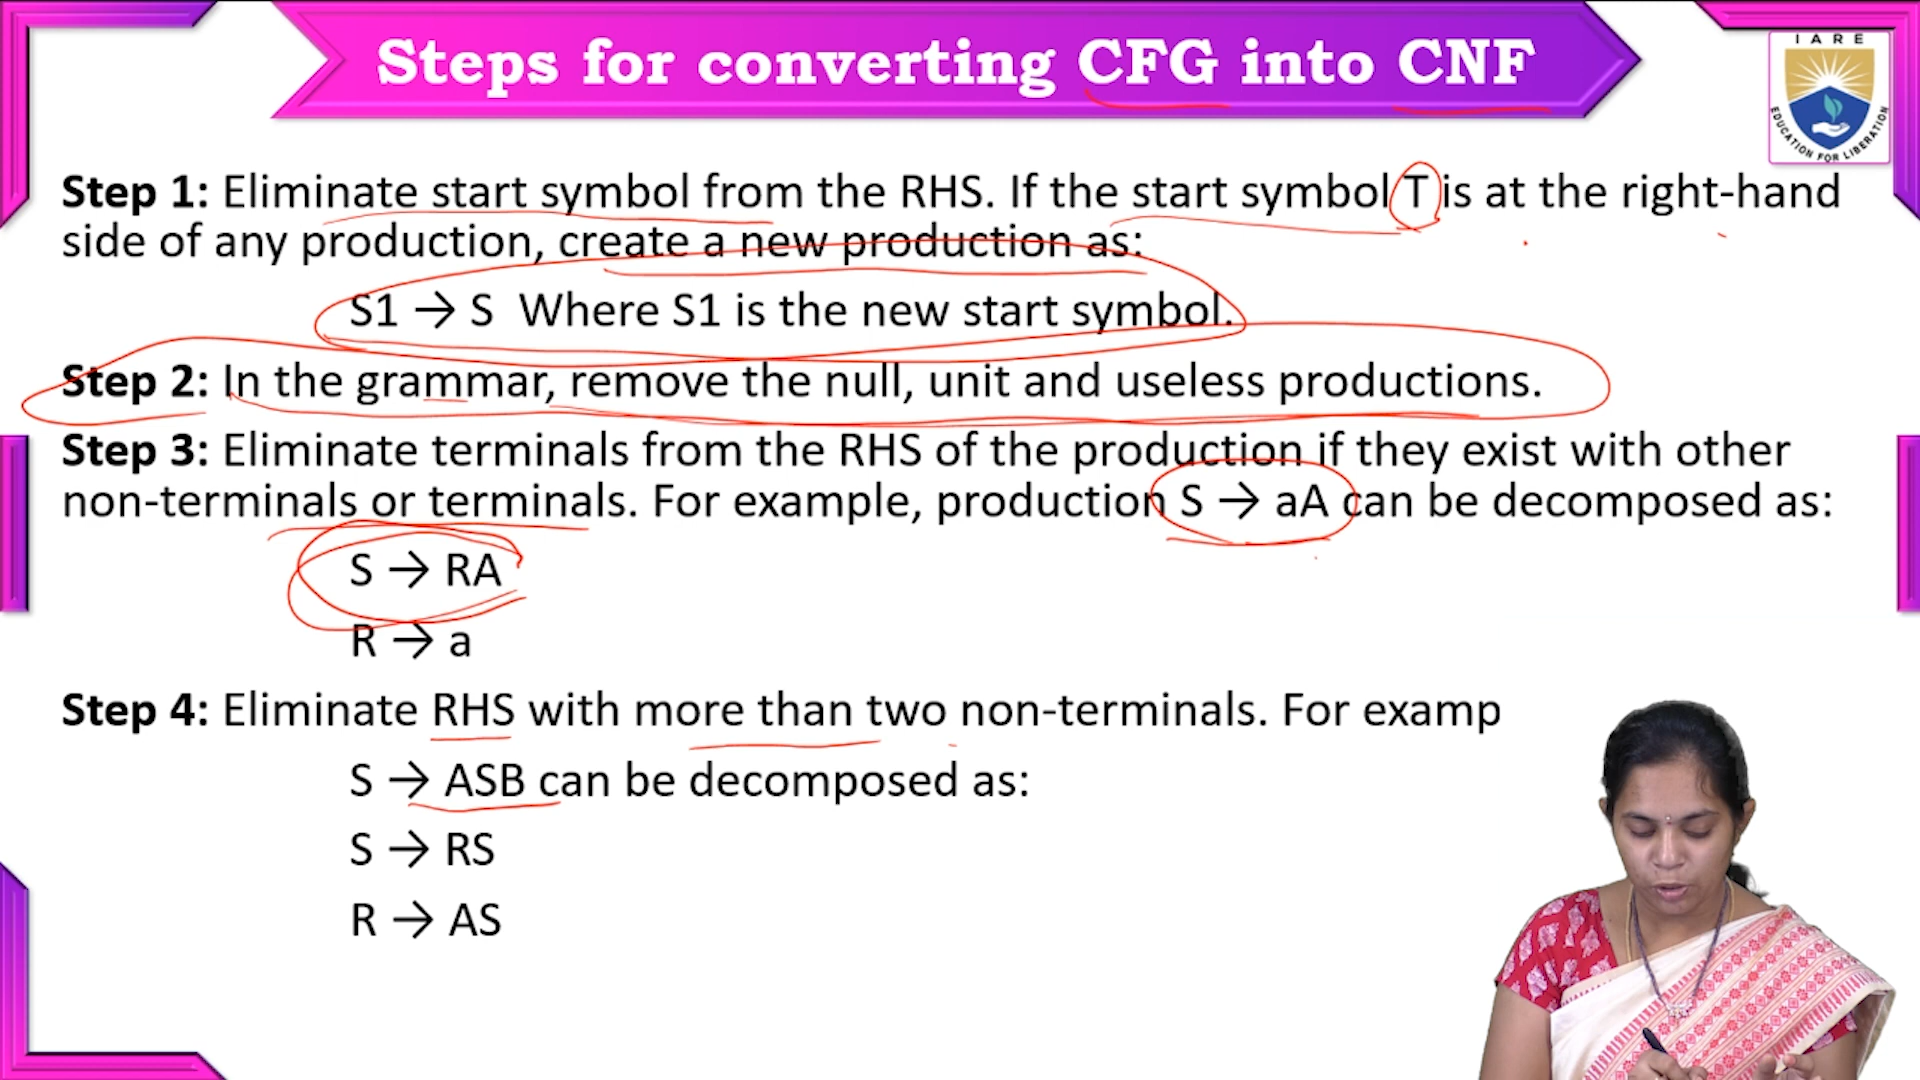 Steps for converting CFG into CNF
IARE
EDUCATION FOR LIBERATION
Step 1: Eliminate start symbol from the RHS. If the start symbol T is at the right-hand
side of any production, create a new production as:
S1 → S Where S1 is the new start symbol.
Step 2: In the grammar, remove the null, unit and useless productions.
Step 3: Eliminate terminals from the RHS of the production if they exist with other
non-terminals or terminals. For example, production S → aA can be decomposed as:
S → RA
R → a
Step 4: Eliminate RHS with more than two non-terminals. For examp
S → ASB can be decomposed as:
S → RS
R → AS